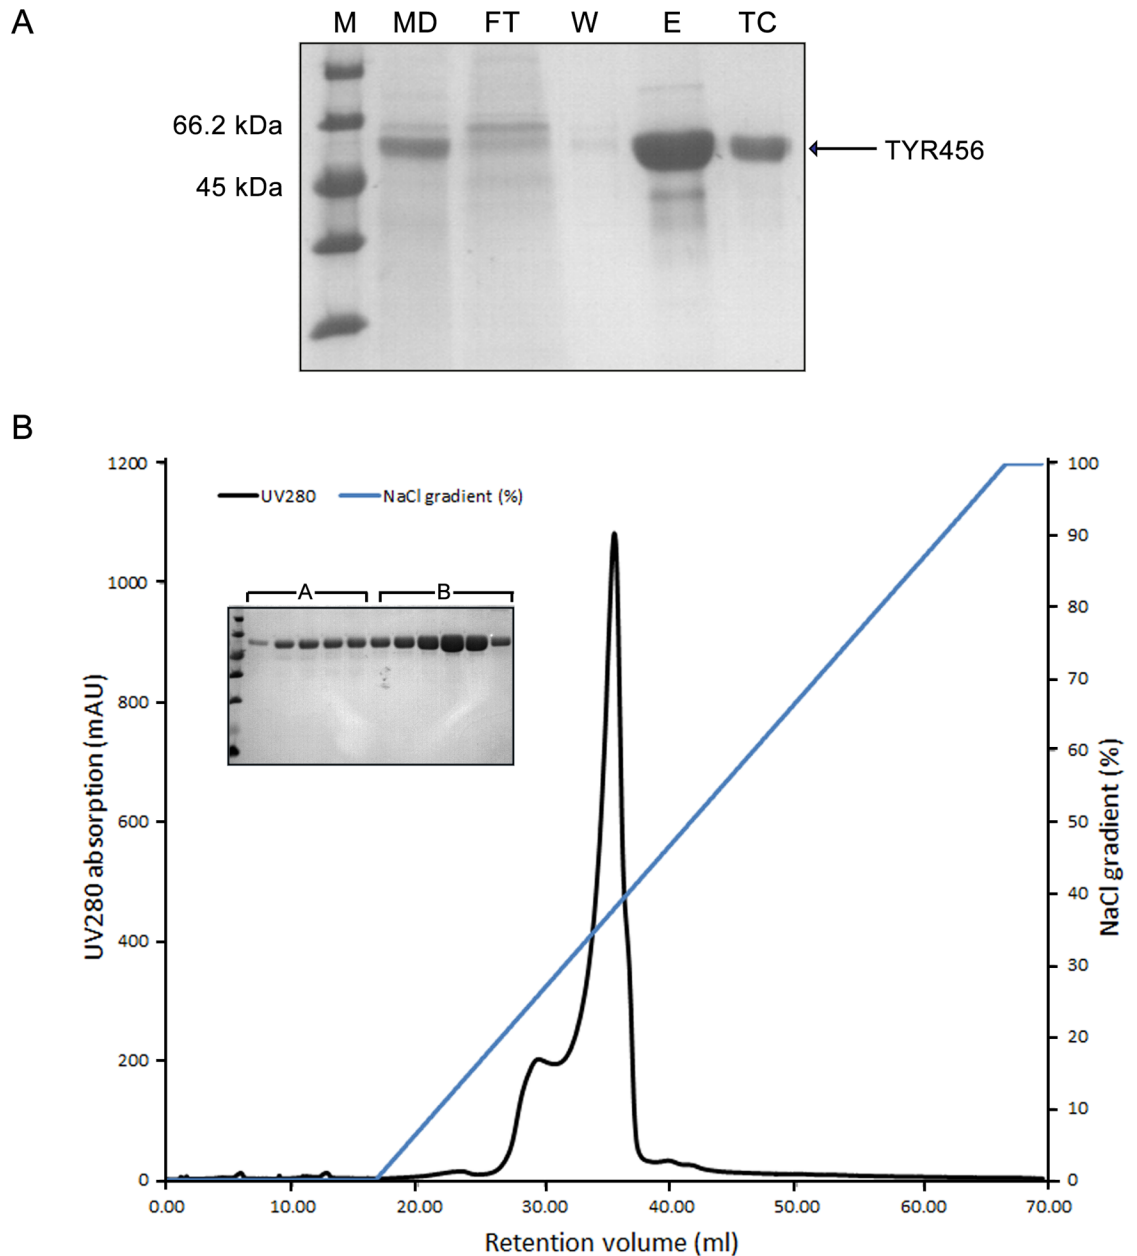 A
M MD FT W E TC
66.2 kDa
45 kDa
TYR456
B
1200
1000
800
600
400
200
0
UV280 absorption (mAU)
UV280 NaCl gradient (%)
A B
100
90
80
70
60
50
40
30
20
10
0
NaCl gradient (%)
0.00 10.00 20.00 30.00 40.00 50.00 60.00 70.00
Retention volume (ml)